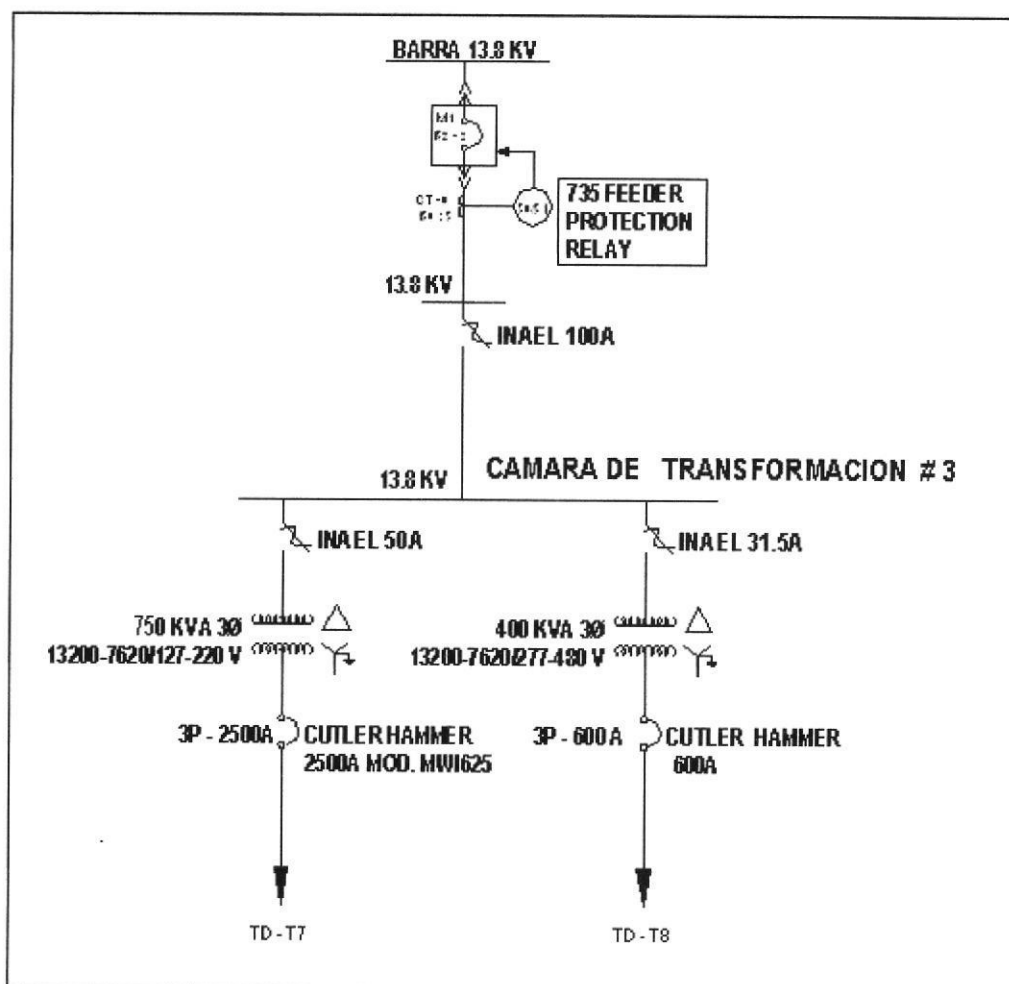 BARRA 13.8 KV
735 FEEDER
PROTECTION
RELAY
13.8 KV
INAEL 100A
CAMARA DE TRANSFORMACION # 3
13.8 KV
INAEL 50A
INAEL 31.5A
750 KVA 3Ø
13200-7620/127-220 V
400 KVA 3Ø
13200-7620/277-480 V
3P - 2500A
CUTLER HAMMER
2500A MOD. MWI625
3P - 600 A
CUTLER HAMMER
600A
TD - T7
TD - T8